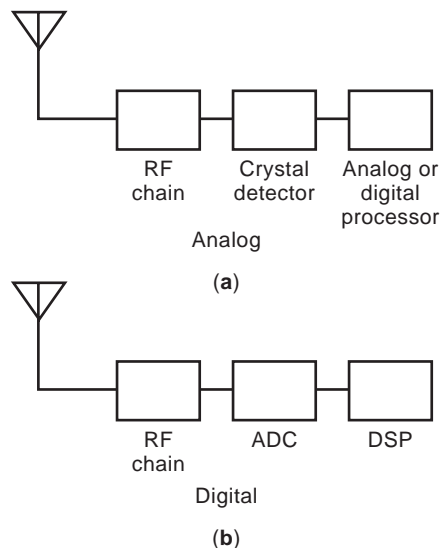 RF Crystal Analog or
chain detector digital
processor
Analog
(a)
RF ADC DSP
chain
Digital
(b)